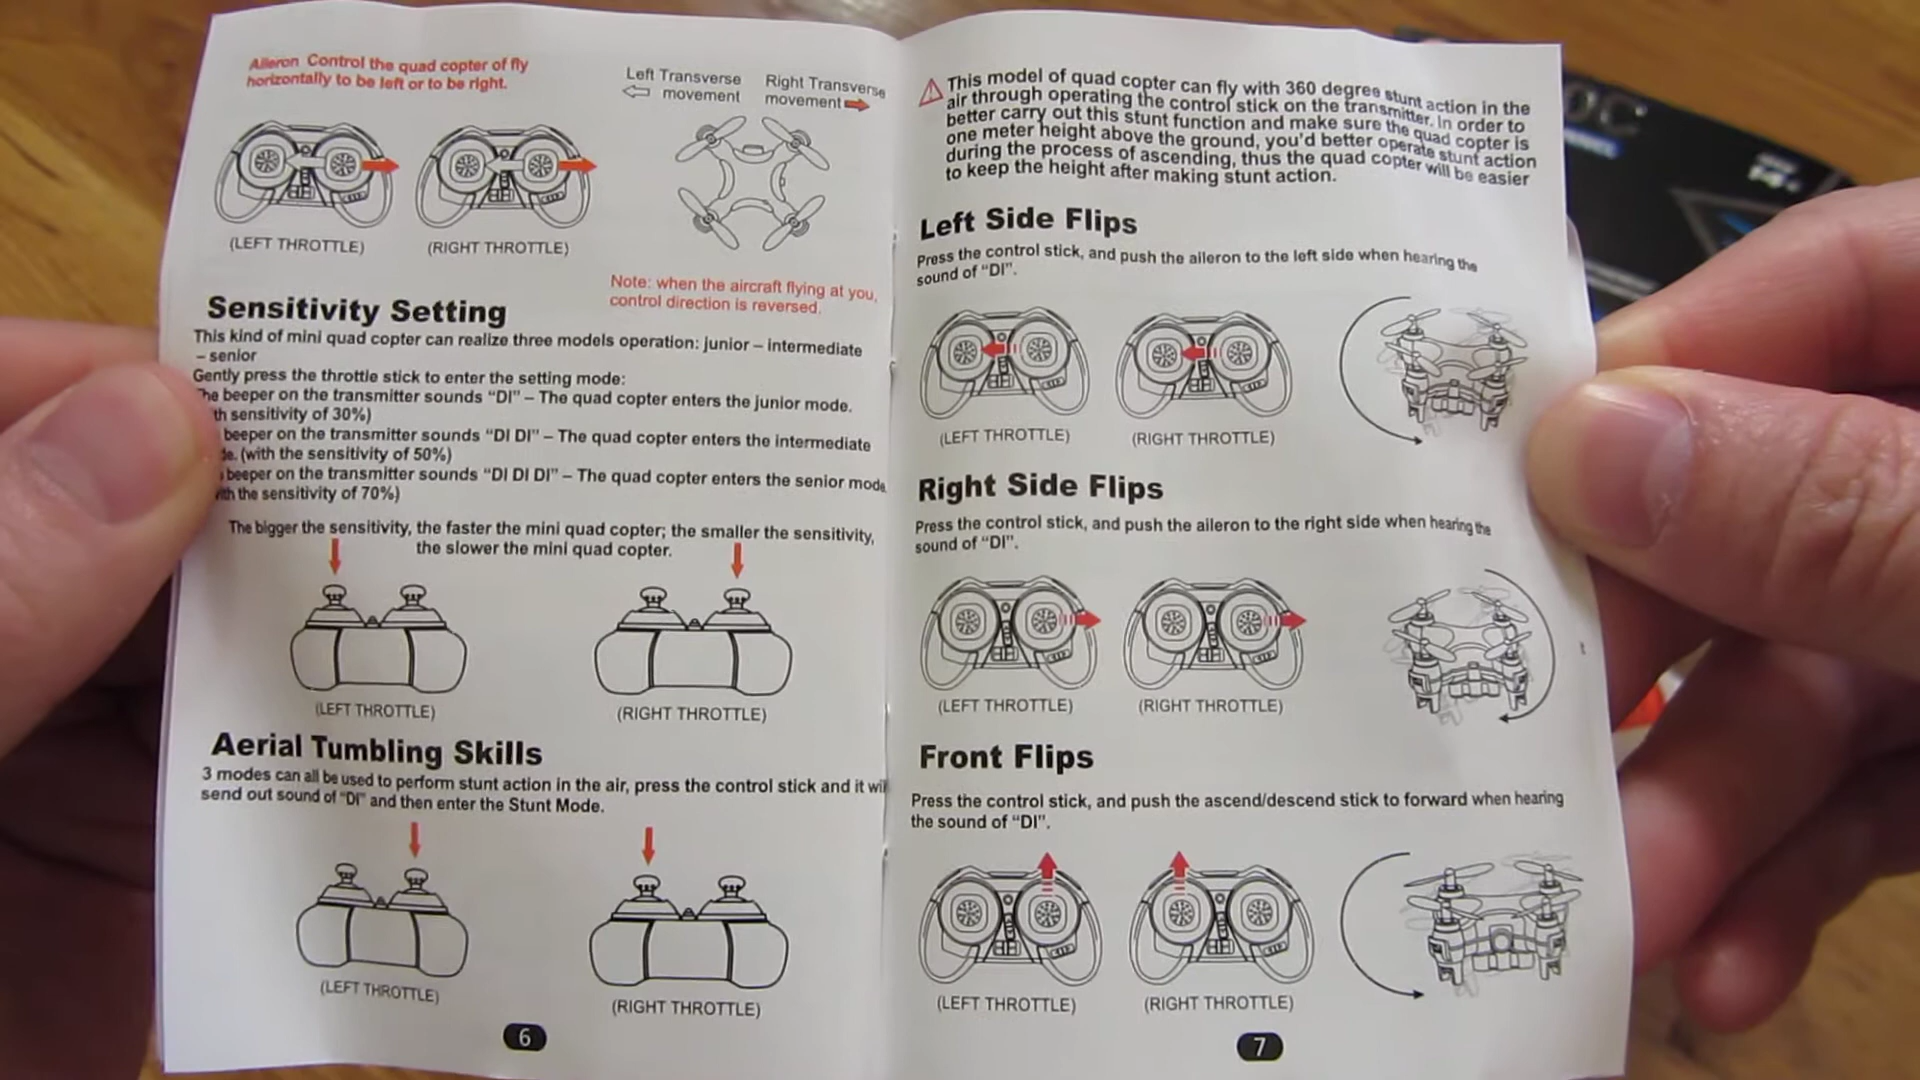 Aileron Control the quad copter of fly
horizontally to be left or to be right.
Left Transverse
movement
Right Transverse
movement
(LEFT THROTTLE)
(RIGHT THROTTLE)
Note: when the aircraft flying at you,
control direction is reversed.
Sensitivity Setting
This kind of mini quad copter can realize three models operation: junior – intermediate
– senior
Gently press the throttle stick to enter the setting mode:
beeper on the transmitter sounds “DI” – The quad copter enters the junior mode.
sensitivity of 30%)
beeper on the transmitter sounds “DI DI” – The quad copter enters the intermediate
(with the sensitivity of 50%)
beeper on the transmitter sounds “DI DI DI” – The quad copter enters the senior mode
the sensitivity of 70%)
The bigger the sensitivity, the faster the mini quad copter; the smaller the sensitivity,
the slower the mini quad copter.
(LEFT THROTTLE)
(RIGHT THROTTLE)
Aerial Tumbling Skills
3 modes can all be used to perform stunt action in the air, press the control stick and it will
send out sound of “DI” and then enter the Stunt Mode.
(LEFT THROTTLE)
(RIGHT THROTTLE)
6
This model of quad copter can fly with 360 degree stunt action in the
air through operating the control stick on the transmitter. In order to
better carry out this stunt function and make sure the quad copter is
one meter height above the ground, you’d better operate stunt action
during the process of ascending, thus the quad copter will be easier
to keep the height after making stunt action.
Left Side Flips
Press the control stick, and push the aileron to the left side when hearing the
sound of “DI”.
(LEFT THROTTLE)
(RIGHT THROTTLE)
Right Side Flips
Press the control stick, and push the aileron to the right side when hearing the
sound of “DI”.
(LEFT THROTTLE)
(RIGHT THROTTLE)
Front Flips
Press the control stick, and push the ascend/descend stick to forward when hearing
the sound of “DI”.
(LEFT THROTTLE)
(RIGHT THROTTLE)
7